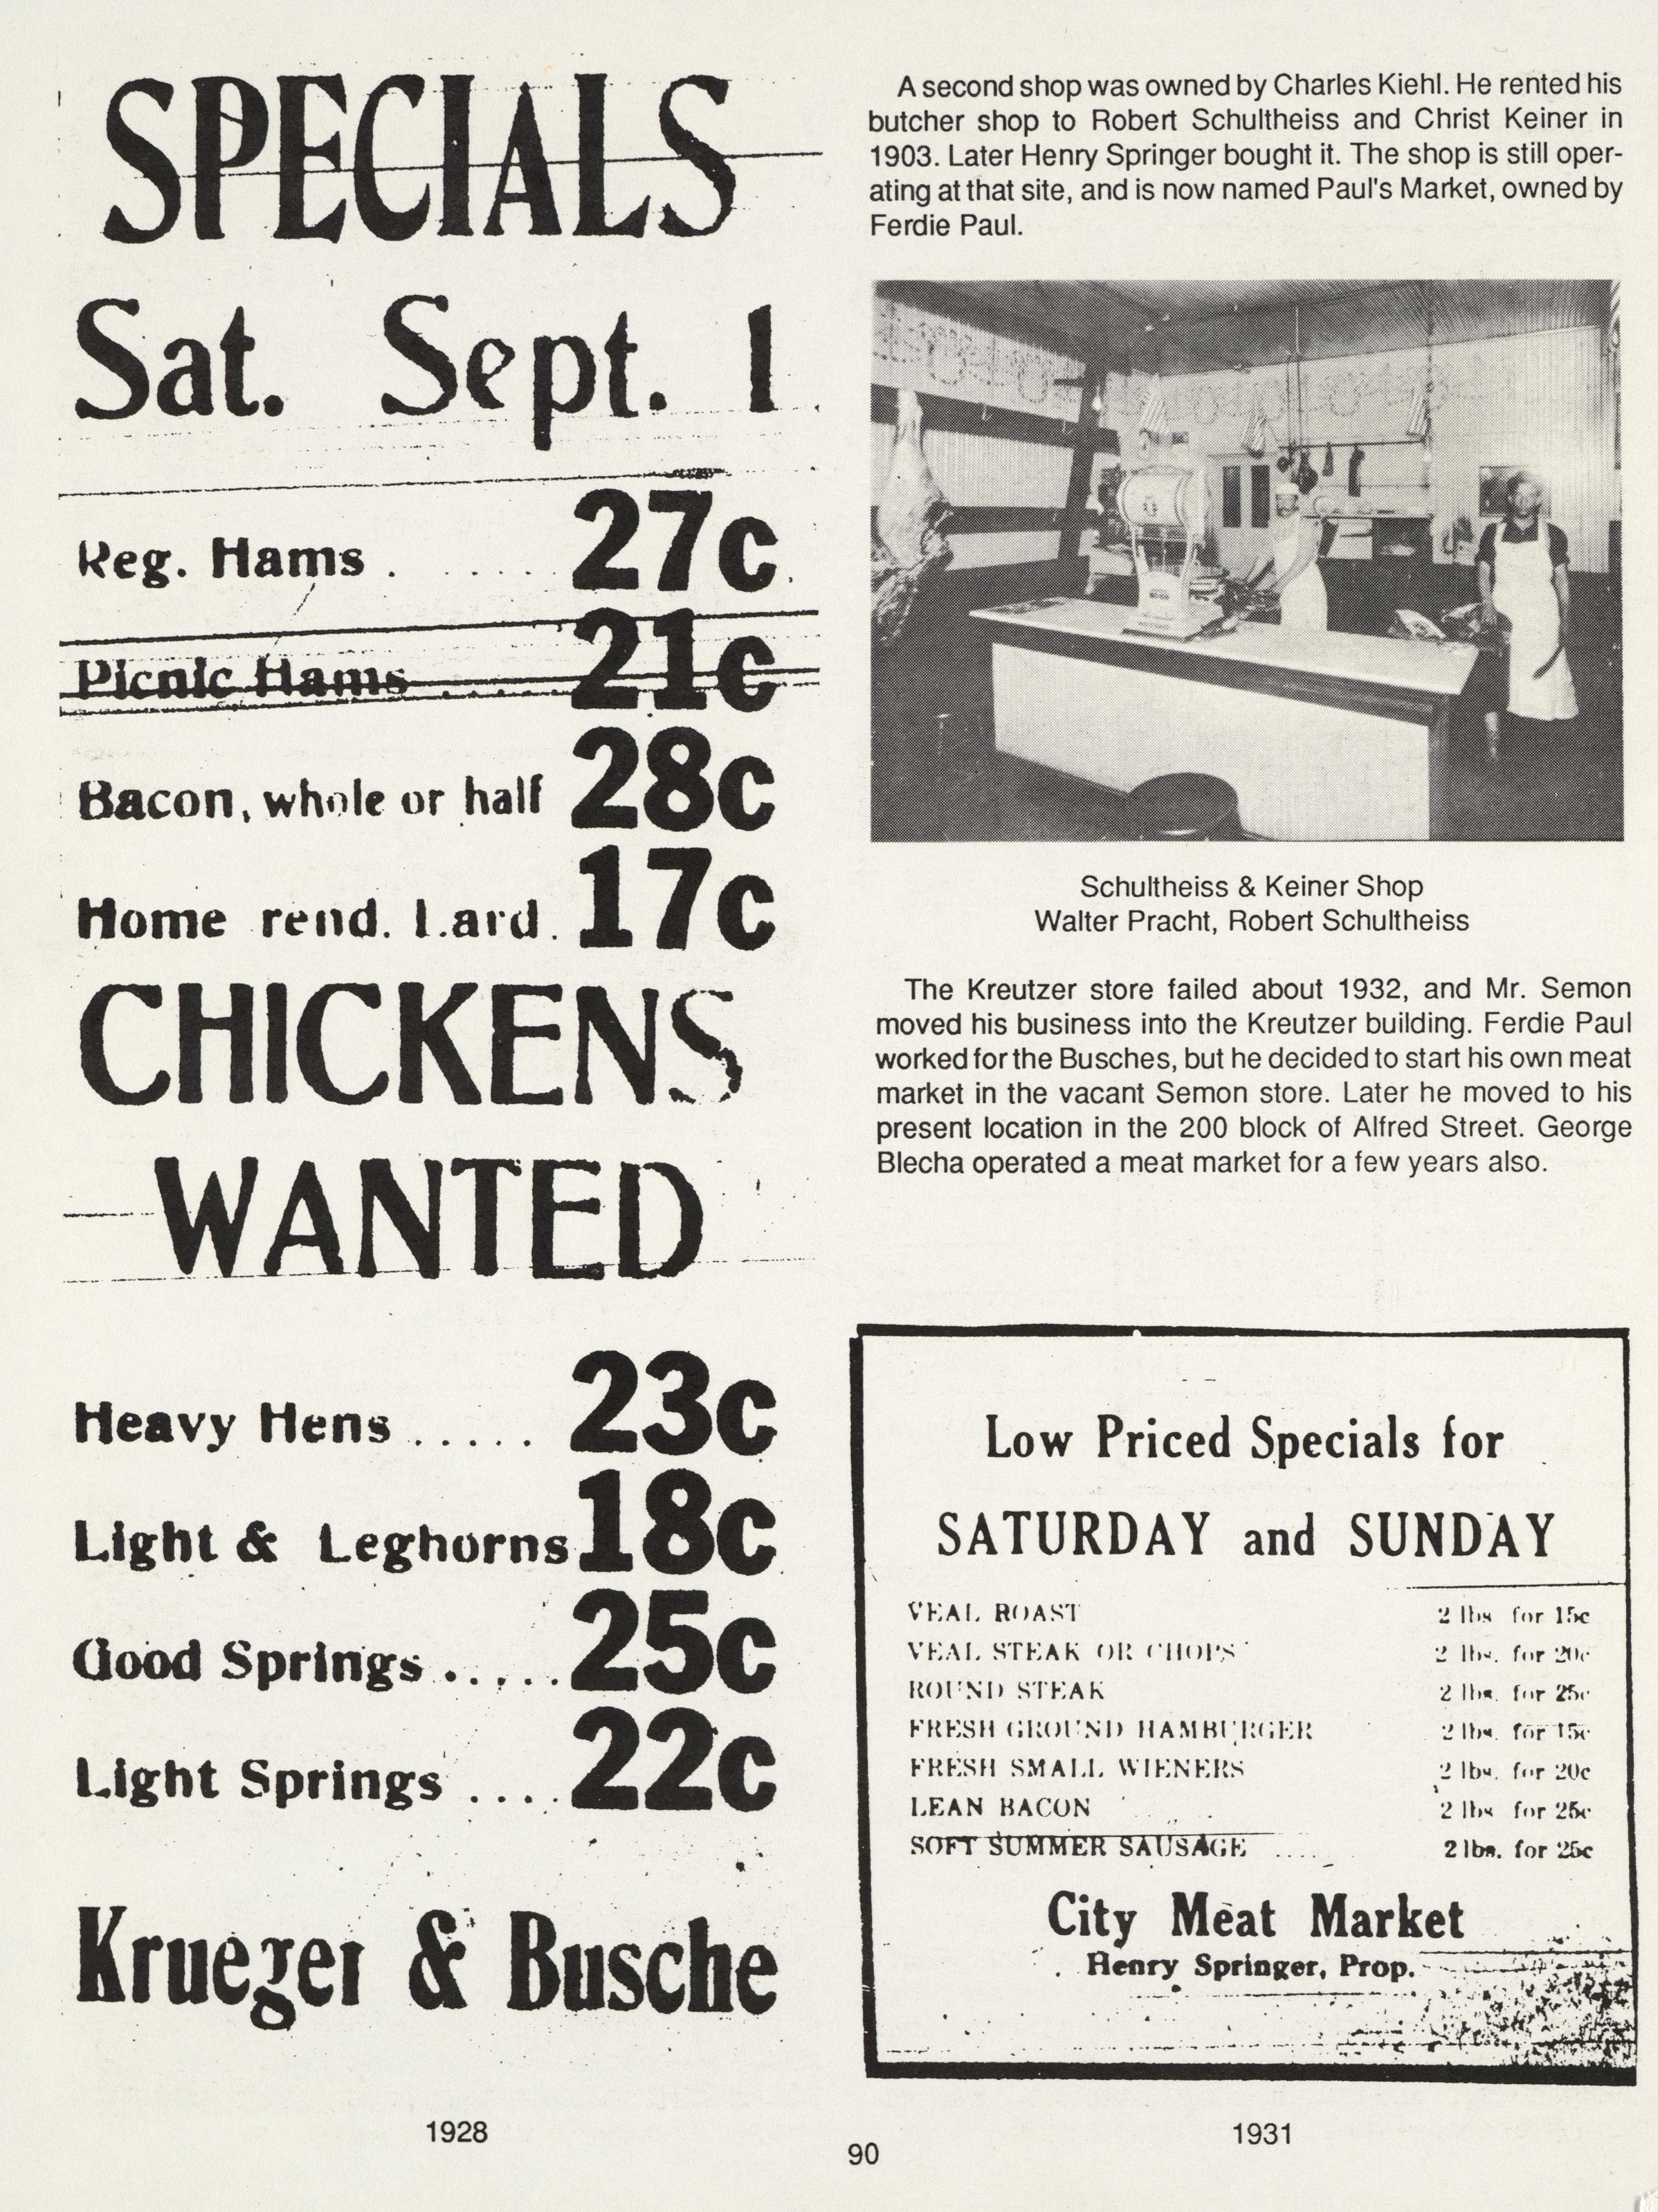 SPECIALS
Sat. Sept. 1
Reg. Hams . ..... 27c
Picnic Hams ...... 21c
Bacon, whole or half 28c
Home rend. Lard. 17c
CHICKENS
WANTED
Heavy Hens ..... 23c
Light & Leghorns 18c
Good Springs ..... 25c
Light Springs .... 22c
Krueger & Busche
1928
A second shop was owned by Charles Kiehl. He rented his
butcher shop to Robert Schultheiss and Christ Keiner in
1903. Later Henry Springer bought it. The shop is still oper-
ating at that site, and is now named Paul's Market, owned by
Ferdie Paul.
Schultheiss & Keiner Shop
Walter Pracht, Robert Schultheiss
The Kreutzer store failed about 1932, and Mr. Semon
moved his business into the Kreutzer building. Ferdie Paul
worked for the Busches, but he decided to start his own meat
market in the vacant Semon store. Later he moved to his
present location in the 200 block of Alfred Street. George
Blecha operated a meat market for a few years also.
Low Priced Specials for
SATURDAY and SUNDAY
VEAL ROAST 2 lbs for 15c
VEAL STEAK OR CHOPS 2 lbs. for 20c
ROUND STEAK 2 lbs. for 25c
FRESH GROUND HAMBURGER 2 lbs. for 15c
FRESH SMALL WIENERS 2 lbs. for 20c
LEAN BACON 2 lbs for 25c
SOFT SUMMER SAUSAGE .... 2 lbs. for 25c
City Meat Market
Henry Springer, Prop.
1931
90